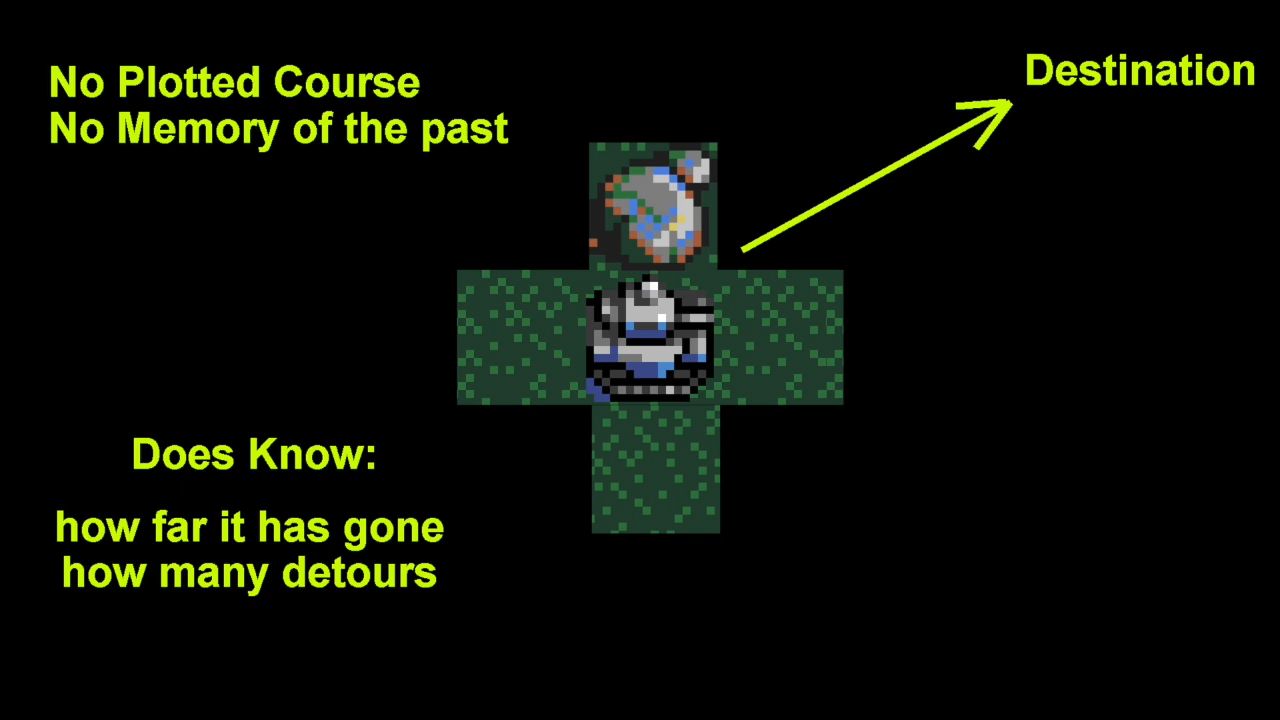 No Plotted Course
No Memory of the past
Destination
Does Know:
how far it has gone
how many detours